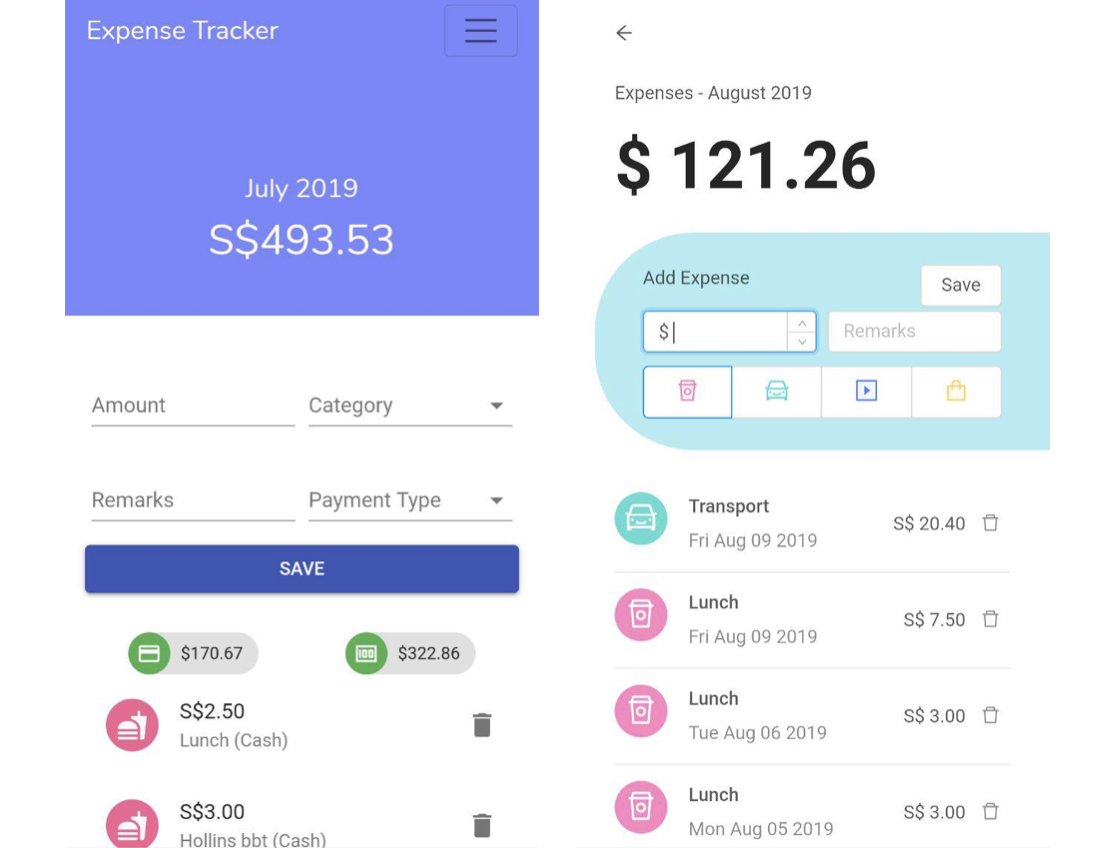 Expense Tracker
July 2019
S$493.53
Amount
Category
Remarks
Payment Type
SAVE
$170.67
100
$322.86
S$2.50
Lunch (Cash)
S$3.00
Hollins bbt (Cash)
Expenses - August 2019
$ 121.26
Add Expense
Save
$
Remarks
Transport
Fri Aug 09 2019
S$ 20.40
Lunch
Fri Aug 09 2019
S$ 7.50
Lunch
Tue Aug 06 2019
S$ 3.00
Lunch
Mon Aug 05 2019
S$ 3.00